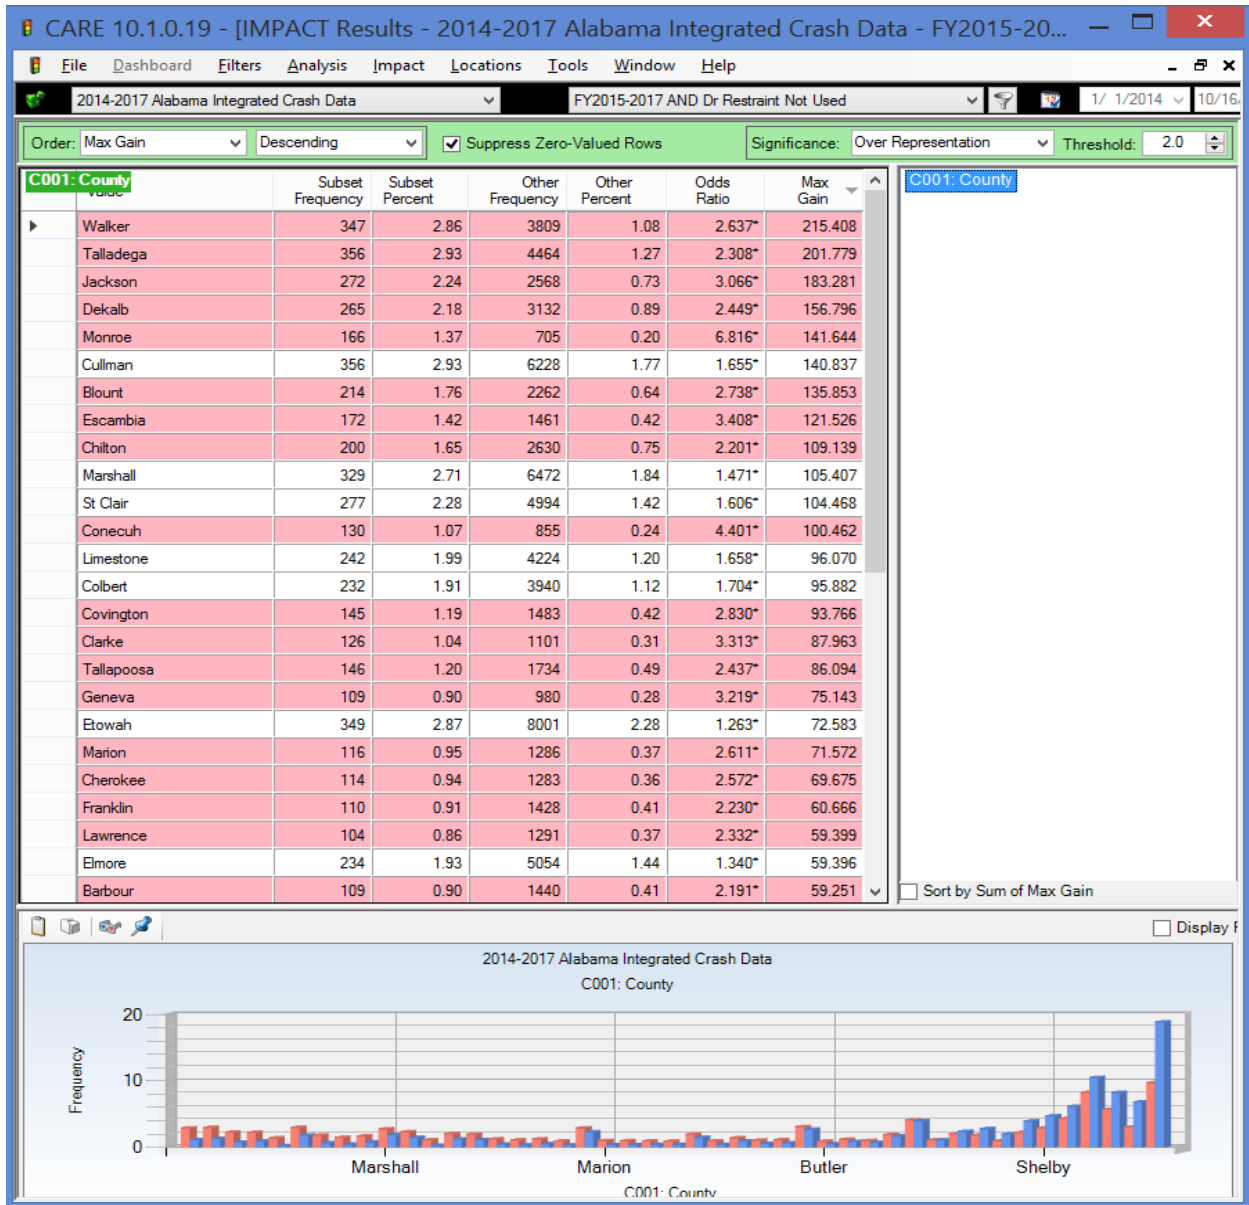 CARE 10.1.0.19 - [IMPACT Results - 2014-2017 Alabama Integrated Crash Data - FY2015-20...
File Dashboard Filters Analysis Impact Locations Tools Window Help
2014-2017 Alabama Integrated Crash Data FY2015-2017 AND Dr Restraint Not Used 1/ 1/2014 10/16/
Order: Max Gain Descending Suppress Zero-Valued Rows Significance: Over Representation Threshold: 2.0
C001: County Subset Frequency Subset Percent Other Frequency Other Percent Odds Ratio Max Gain C001: County
Walker 347 2.86 3809 1.08 2.637* 215.408
Talladega 356 2.93 4464 1.27 2.308* 201.779
Jackson 272 2.24 2568 0.73 3.066* 183.281
Dekalb 265 2.18 3132 0.89 2.449* 156.796
Monroe 166 1.37 705 0.20 6.816* 141.644
Cullman 356 2.93 6228 1.77 1.655* 140.837
Blount 214 1.76 2262 0.64 2.738* 135.853
Escambia 172 1.42 1461 0.42 3.408* 121.526
Chilton 200 1.65 2630 0.75 2.201* 109.139
Marshall 329 2.71 6472 1.84 1.471* 105.407
St Clair 277 2.28 4994 1.42 1.606* 104.468
Conecuh 130 1.07 855 0.24 4.401* 100.462
Limestone 242 1.99 4224 1.20 1.658* 96.070
Colbert 232 1.91 3940 1.12 1.704* 95.882
Covington 145 1.19 1483 0.42 2.830* 93.766
Clarke 126 1.04 1101 0.31 3.313* 87.963
Tallapoosa 146 1.20 1734 0.49 2.437* 86.094
Geneva 109 0.90 980 0.28 3.219* 75.143
Etowah 349 2.87 8001 2.28 1.263* 72.583
Marion 116 0.95 1286 0.37 2.611* 71.572
Cherokee 114 0.94 1283 0.36 2.572* 69.675
Franklin 110 0.91 1428 0.41 2.230* 60.666
Lawrence 104 0.86 1291 0.37 2.332* 59.399
Elmore 234 1.93 5054 1.44 1.340* 59.396
Barbour 109 0.90 1440 0.41 2.191* 59.251
Sort by Sum of Max Gain
Display
2014-2017 Alabama Integrated Crash Data
C001: County
20
10
0
Frequency
Marshall Marion Butler Shelby
C001: County